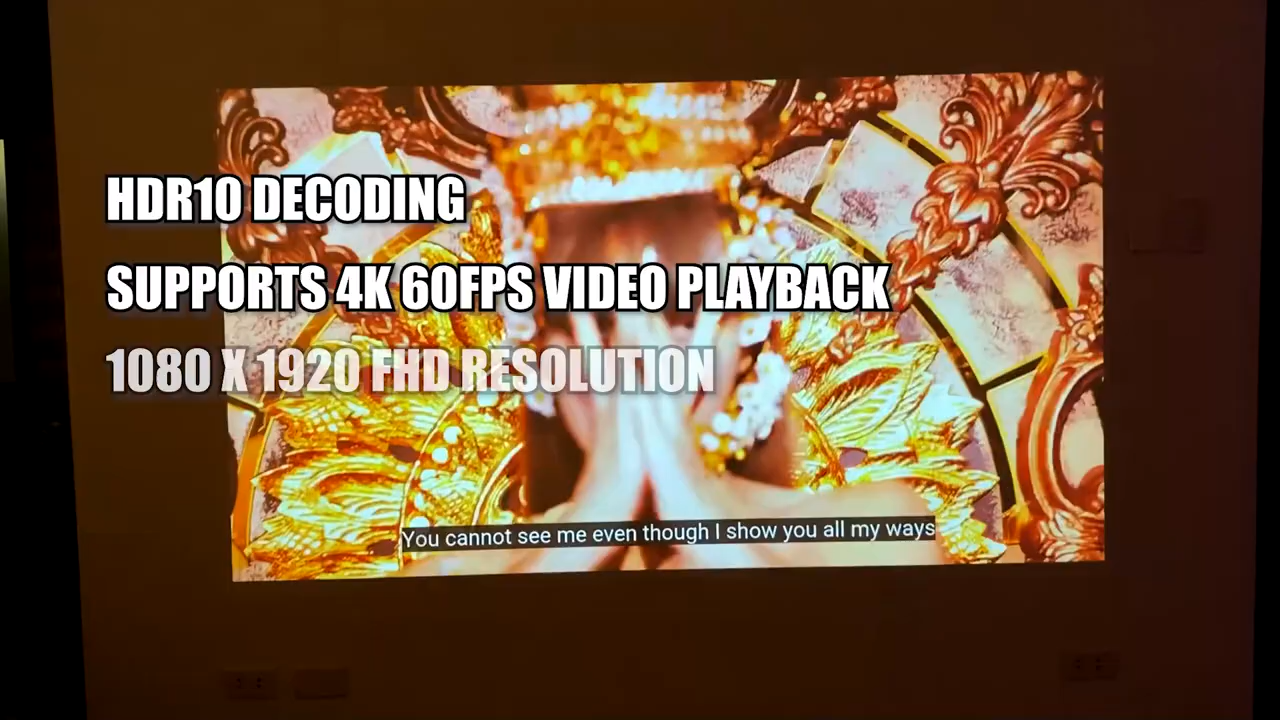 HDR10 DECODING
SUPPORTS 4K 60FPS VIDEO PLAYBACK
1080 X 1920 FHD RESOLUTION
You cannot see me even though I show you all my ways